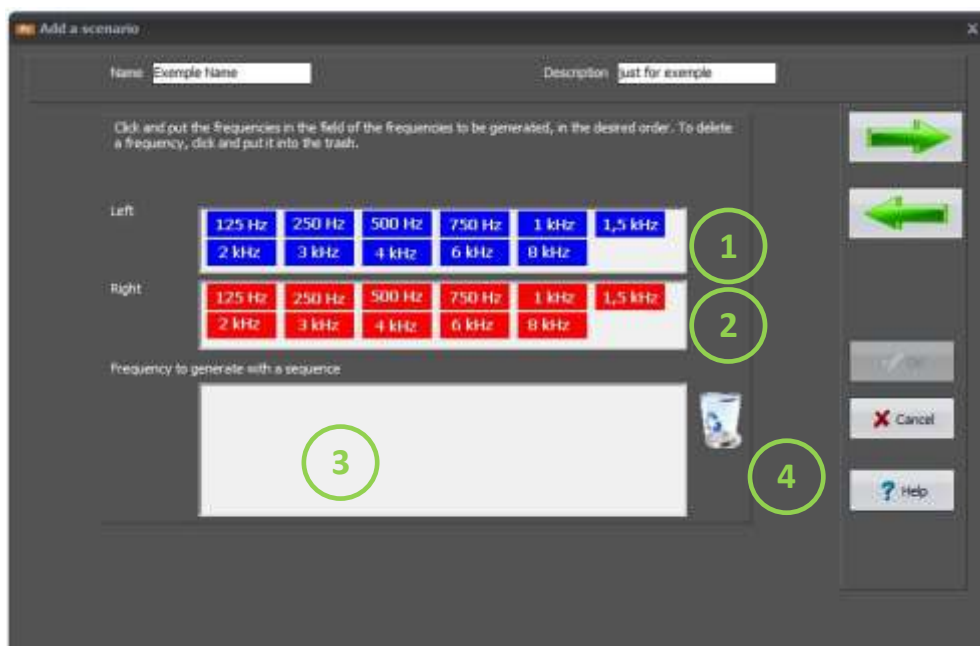 Add a scenario
Name Exemple Name Description just for exemple
Click and put the frequencies in the field of the frequencies to be generated, in the desired order. To delete
a frequency, click and put it into the trash.
Left
125 Hz 250 Hz 500 Hz 750 Hz 1 kHz 1,5 kHz
2 kHz 3 kHz 4 kHz 6 kHz 8 kHz
1
Right
125 Hz 250 Hz 500 Hz 750 Hz 1 kHz 1,5 kHz
2 kHz 3 kHz 4 kHz 6 kHz 8 kHz
2
Frequency to generate with a sequence
3
4
Cancel
? Help